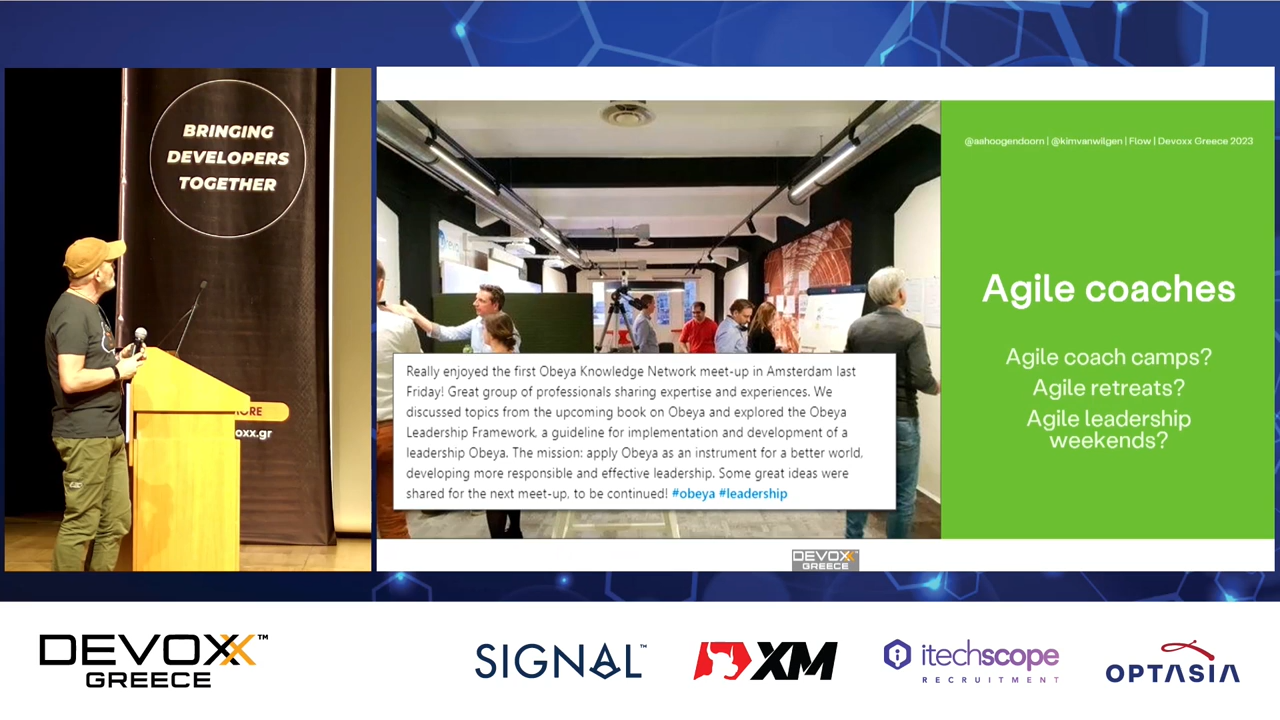 BRINGING
DEVELOPERS
TOGETHER
ORE
oxx.gr
@aahoogendoorn | @kimvanwilgen | Flow | Devoxx Greece 2023
Agile coaches
Agile coach camps?
Agile retreats?
Agile leadership
weekends?
Really enjoyed the first Obeya Knowledge Network meet-up in Amsterdam last
Friday! Great group of professionals sharing expertise and experiences. We
discussed topics from the upcoming book on Obeya and explored the Obeya
Leadership Framework, a guideline for implementation and development of a
leadership Obeya. The mission: apply Obeya as an instrument for a better world,
developing more responsible and effective leadership. Some great ideas were
shared for the next meet-up, to be continued! #obeya #leadership
DEVOXX
GREECE
DEVOXX™
GREECE
SIGNAL™
XM
itechscope
RECRUITMENT
OPTASIA